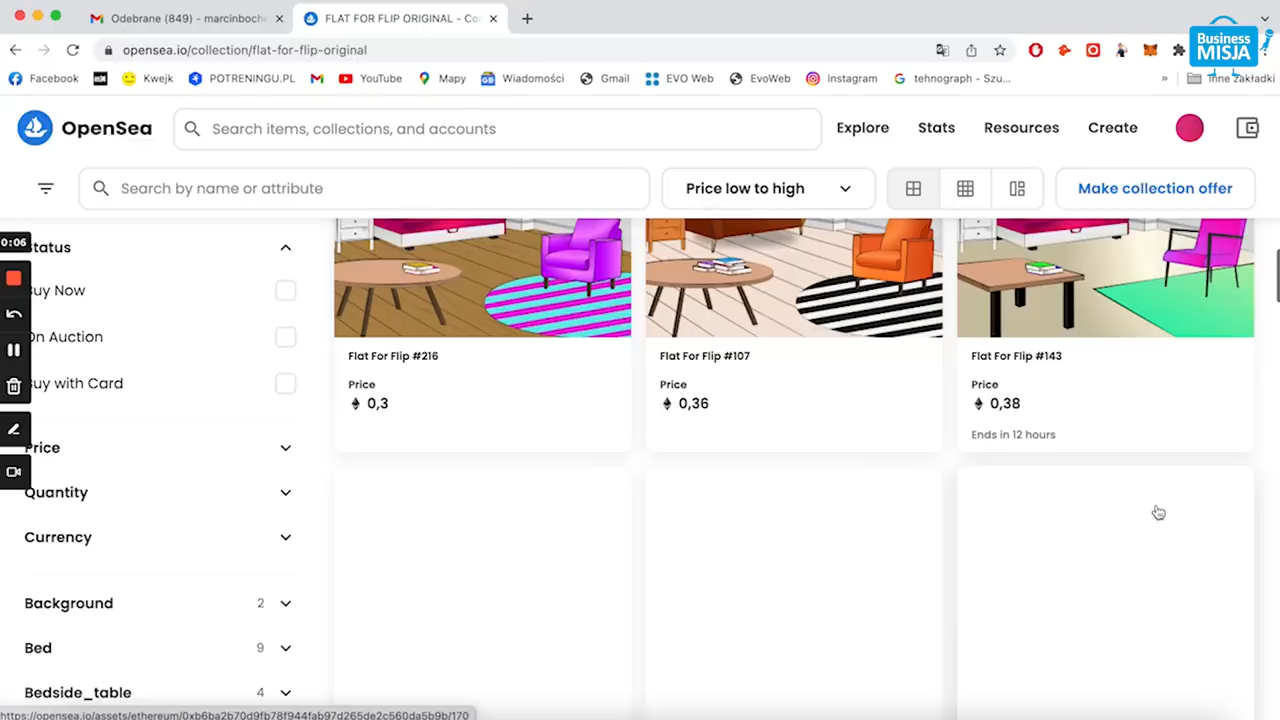 Odebrane (849) - marcinboch
FLAT FOR FLIP ORIGINAL - Co
Business
MISJA
opensea.io/collection/flat-for-flip-original
Facebook
Kwejk
POTRENINGU.PL
YouTube
Mapy
Wiadomości
Gmail
EVO Web
EvoWeb
Instagram
tehnograph - Szu...
»
Inne zakładki
OpenSea
Search items, collections, and accounts
Explore
Stats
Resources
Create
Search by name or attribute
Price low to high
Make collection offer
0:06
Status
Buy Now
On Auction
Buy with Card
Price
Quantity
Currency
Background 2
Bed 9
Bedside_table 4
Flat For Flip #216
Price
0,3
Flat For Flip #107
Price
0,36
Flat For Flip #143
Price
0,38
Ends in 12 hours
https://opensea.io/assets/ethereum/0xb6ba2b70d9fb78f944fab97d265de2c560da5b9b/170